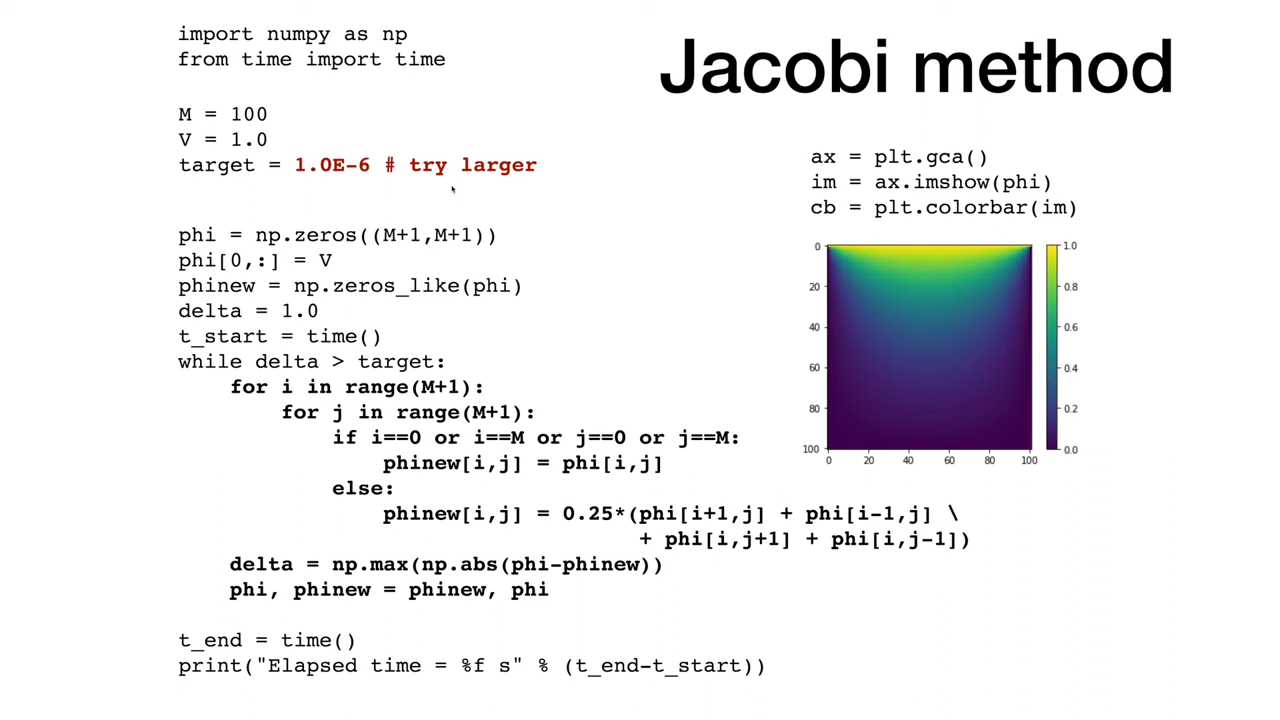 import numpy as np
from time import time
Jacobi method
M = 100
V = 1.0
target = 1.0E-6 # try larger
phi = np.zeros((M+1,M+1))
phi[0,:] = V
phinew = np.zeros_like(phi)
delta = 1.0
t_start = time()
while delta > target:
    for i in range(M+1):
        for j in range(M+1):
            if i==0 or i==M or j==0 or j==M:
                phinew[i,j] = phi[i,j]
            else:
                phinew[i,j] = 0.25*(phi[i+1,j] + phi[i-1,j] \
                                    + phi[i,j+1] + phi[i,j-1])
    delta = np.max(np.abs(phi-phinew))
    phi, phinew = phinew, phi
t_end = time()
print("Elapsed time = %f s" % (t_end-t_start))
ax = plt.gca()
im = ax.imshow(phi)
cb = plt.colorbar(im)
0
20
40
60
80
100
0 20 40 60 80 100
1.0
0.8
0.6
0.4
0.2
0.0